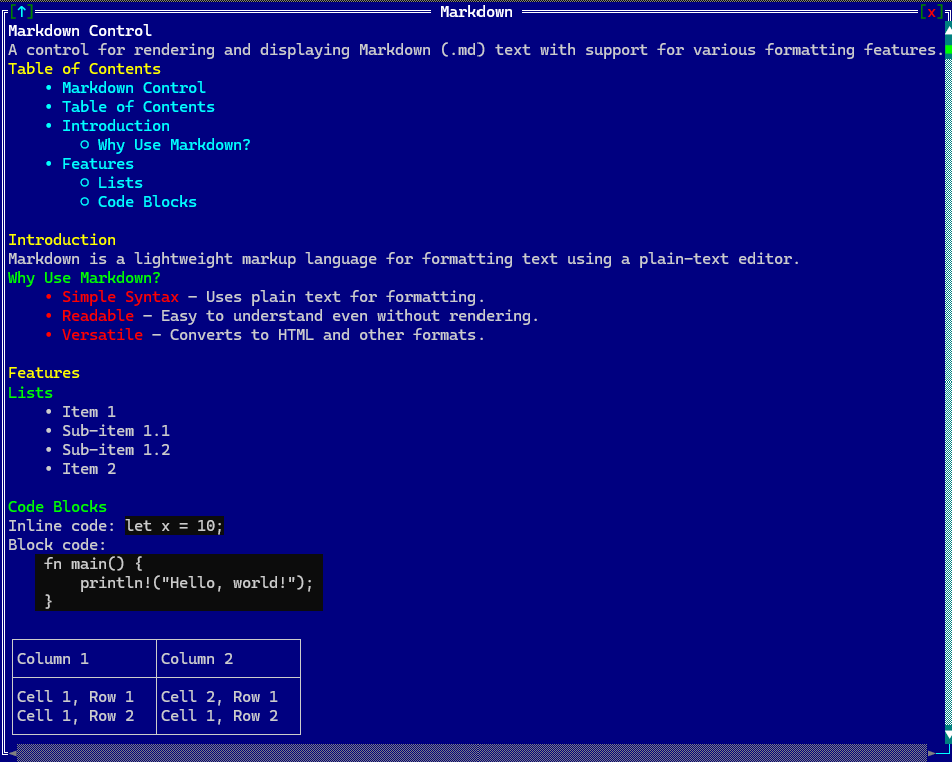 [↑] Markdown [x]
Markdown Control
A control for rendering and displaying Markdown (.md) text with support for various formatting features.
Table of Contents
• Markdown Control
• Table of Contents
• Introduction
○ Why Use Markdown?
• Features
○ Lists
○ Code Blocks
Introduction
Markdown is a lightweight markup language for formatting text using a plain-text editor.
Why Use Markdown?
• Simple Syntax – Uses plain text for formatting.
• Readable – Easy to understand even without rendering.
• Versatile – Converts to HTML and other formats.
Features
Lists
• Item 1
• Sub-item 1.1
• Sub-item 1.2
• Item 2
Code Blocks
Inline code: let x = 10;
Block code:
fn main() {
    println!("Hello, world!");
}
Column 1 Column 2
Cell 1, Row 1 Cell 2, Row 1
Cell 1, Row 2 Cell 1, Row 2